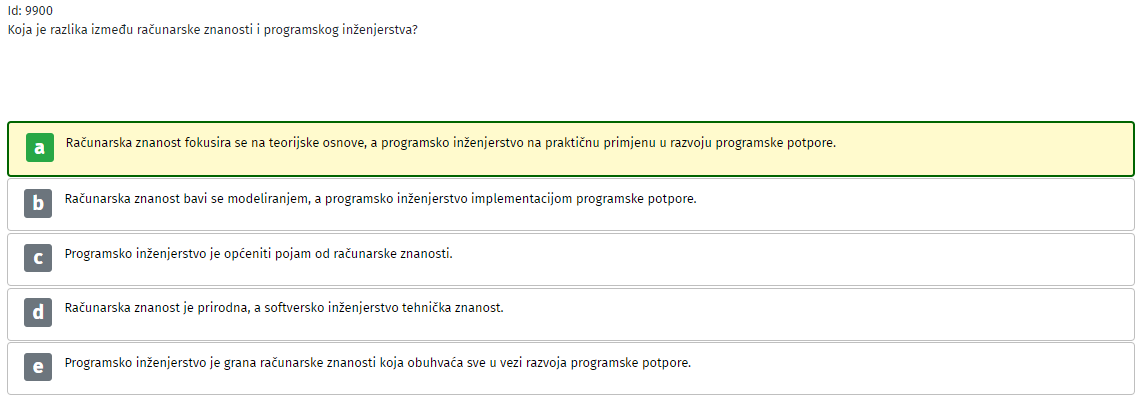 Id: 9900
Koja je razlika između računarske znanosti i programskog inženjerstva?
a Računarska znanost fokusira se na teorijske osnove, a programsko inženjerstvo na praktičnu primjenu u razvoju programske potpore.
b Računarska znanost bavi se modeliranjem, a programsko inženjerstvo implementacijom programske potpore.
c Programsko inženjerstvo je općeniti pojam od računarske znanosti.
d Računarska znanost je prirodna, a softversko inženjerstvo tehnička znanost.
e Programsko inženjerstvo je grana računarske znanosti koja obuhvaća sve u vezi razvoja programske potpore.